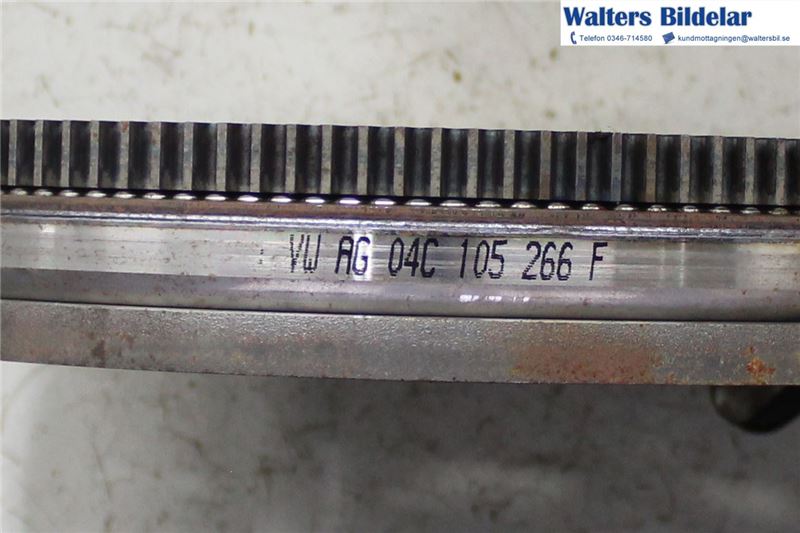 Walters Bildelar
Telefon 0346-714580 kundmottagningen@waltersbil.se
VW AG 04C 105 266 F